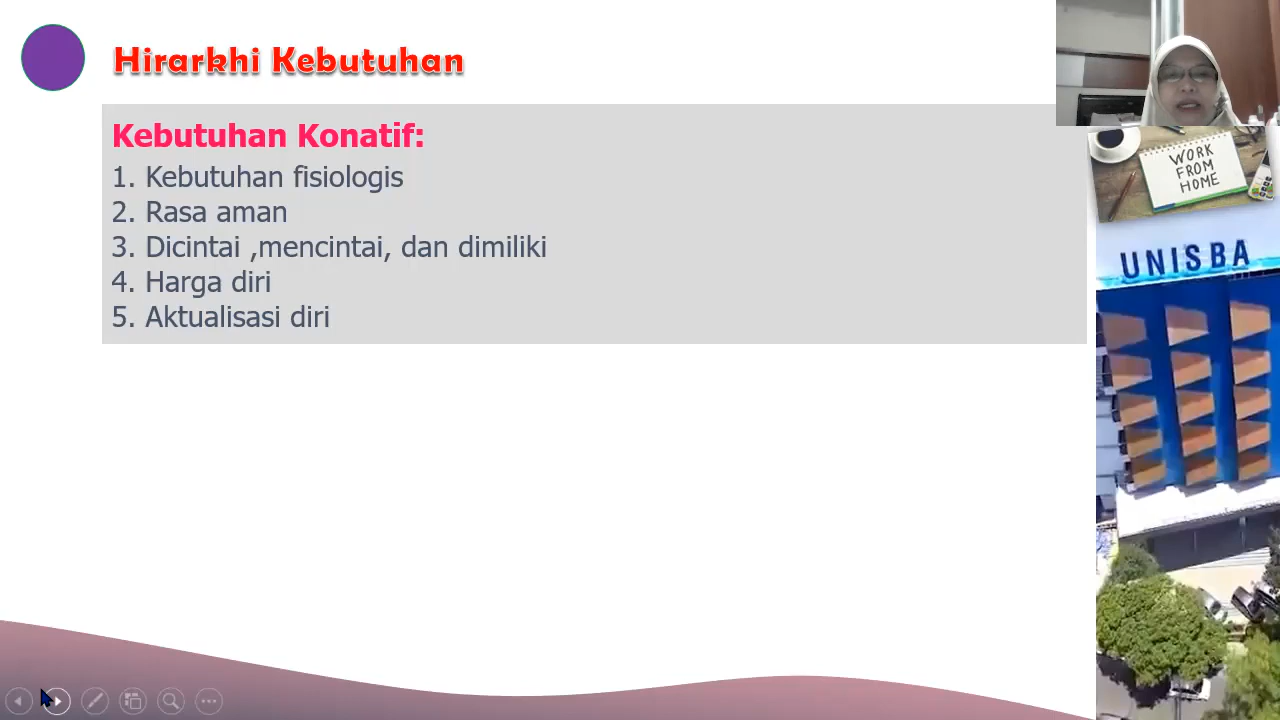 Hirarkhi Kebutuhan
Kebutuhan Konatif:
1. Kebutuhan fisiologis
2. Rasa aman
3. Dicintai ,mencintai, dan dimiliki
4. Harga diri
5. Aktualisasi diri
WORK
FROM
HOME
UNISBA